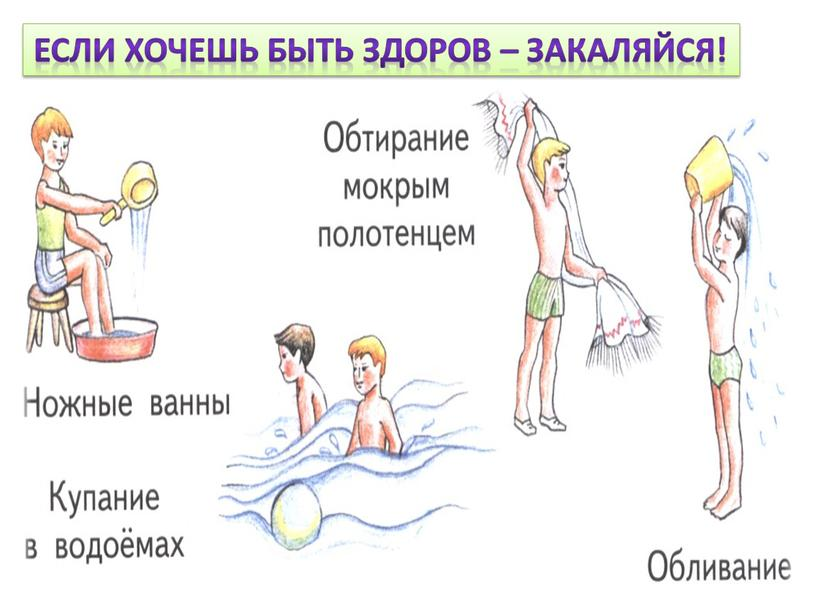 ЕСЛИ ХОЧЕШЬ БЫТЬ ЗДОРОВ – ЗАКАЛЯЙСЯ!
Обтирание
мокрым
полотенцем
Ножные ванны
Купание
в водоёмах
Обливание